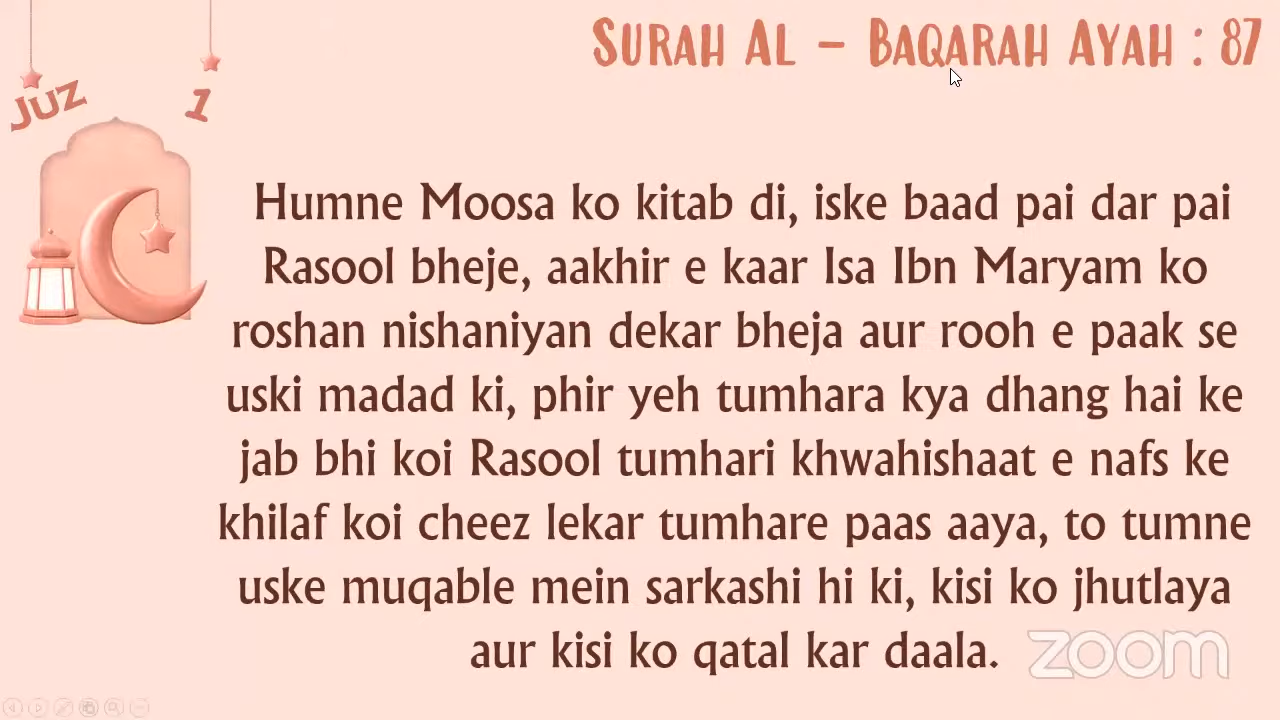 Surah Al – Baqarah Ayah : 87
Juz 1
Humne Moosa ko kitab di, iske baad pai dar pai
Rasool bheje, aakhir e kaar Isa Ibn Maryam ko
roshan nishaniyan dekar bheja aur rooh e paak se
uski madad ki, phir yeh tumhara kya dhang hai ke
jab bhi koi Rasool tumhari khwahishaat e nafs ke
khilaf koi cheez lekar tumhare paas aaya, to tumne
uske muqable mein sarkashi hi ki, kisi ko jhutlaya
aur kisi ko qatal kar daala.
zoom